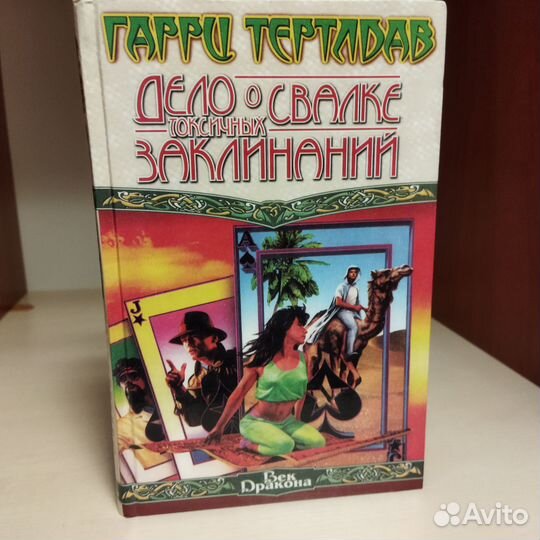 ГАРРИ ТЕРТЛДАВ
ДЕЛО О СВАЛКЕ
ТОКСИЧНЫХ
ЗАКЛИНАНИЙ
A
J
Век
Дракона
Avito